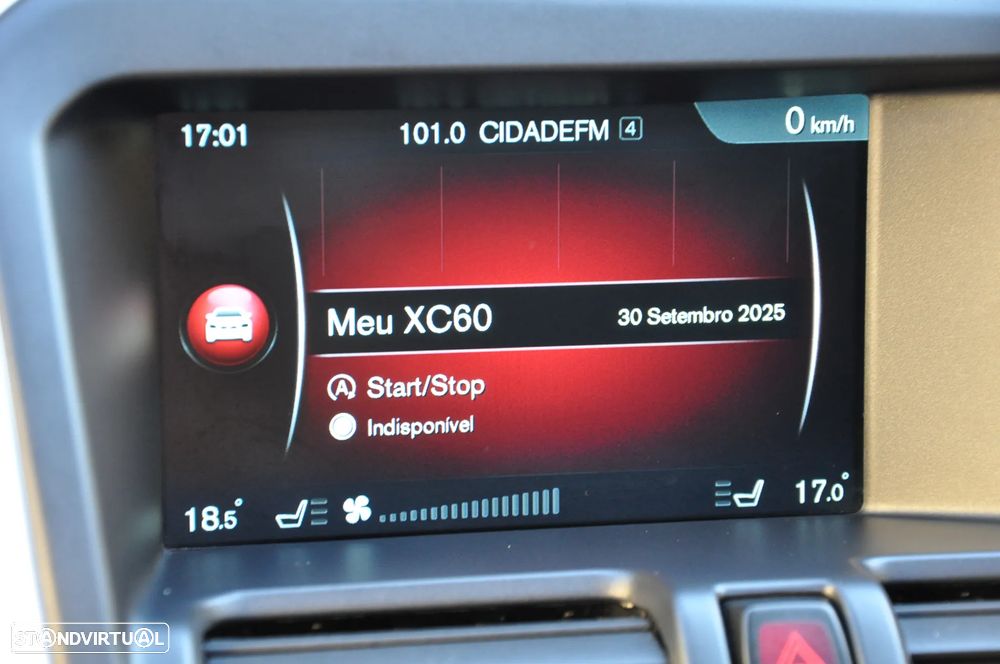 17:01
101.0 CIDADEFM 4
0 km/h
Meu XC60
30 Setembro 2025
A Start/Stop
Indisponível
18.5°
17.0°
STANDVIRTUAL